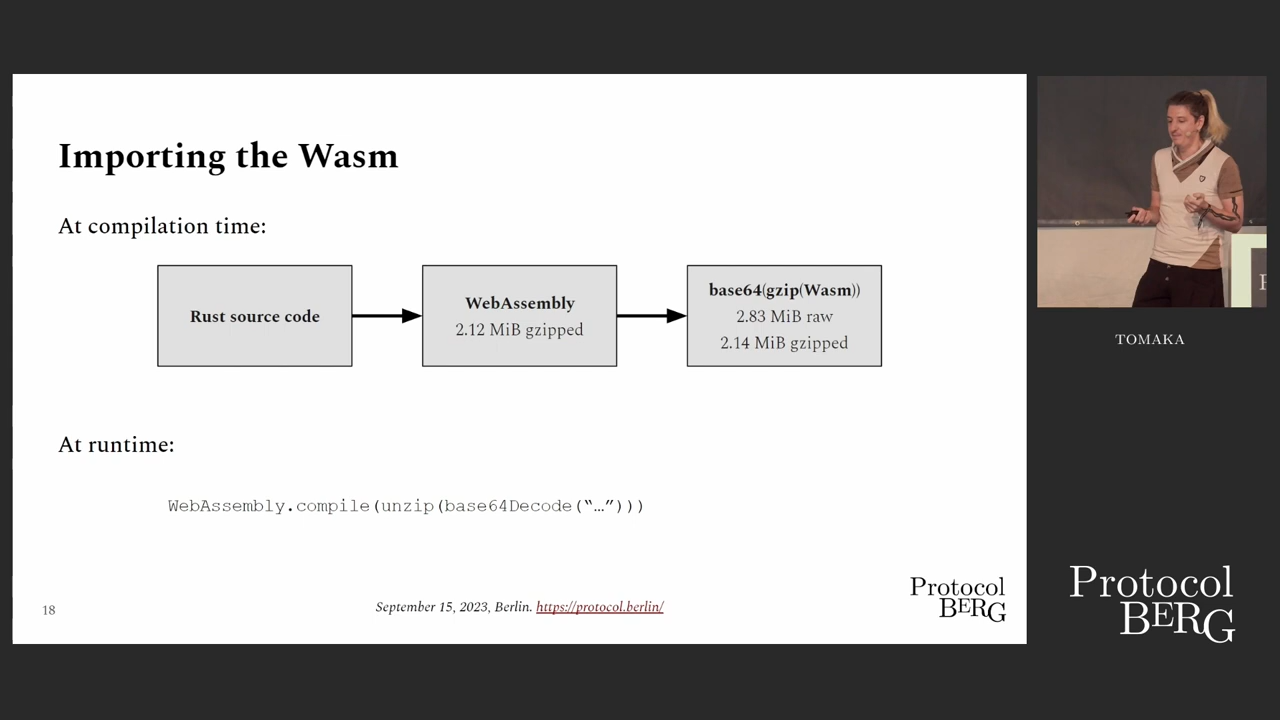 Importing the Wasm
At compilation time:
Rust source code
WebAssembly
2.12 MiB gzipped
base64(gzip(Wasm))
2.83 MiB raw
2.14 MiB gzipped
At runtime:
WebAssembly.compile(unzip(base64Decode(“…”)))
18
September 15, 2023, Berlin. https://protocol.berlin/
Protocol
BERG
TOMAKA
Protocol
BERG